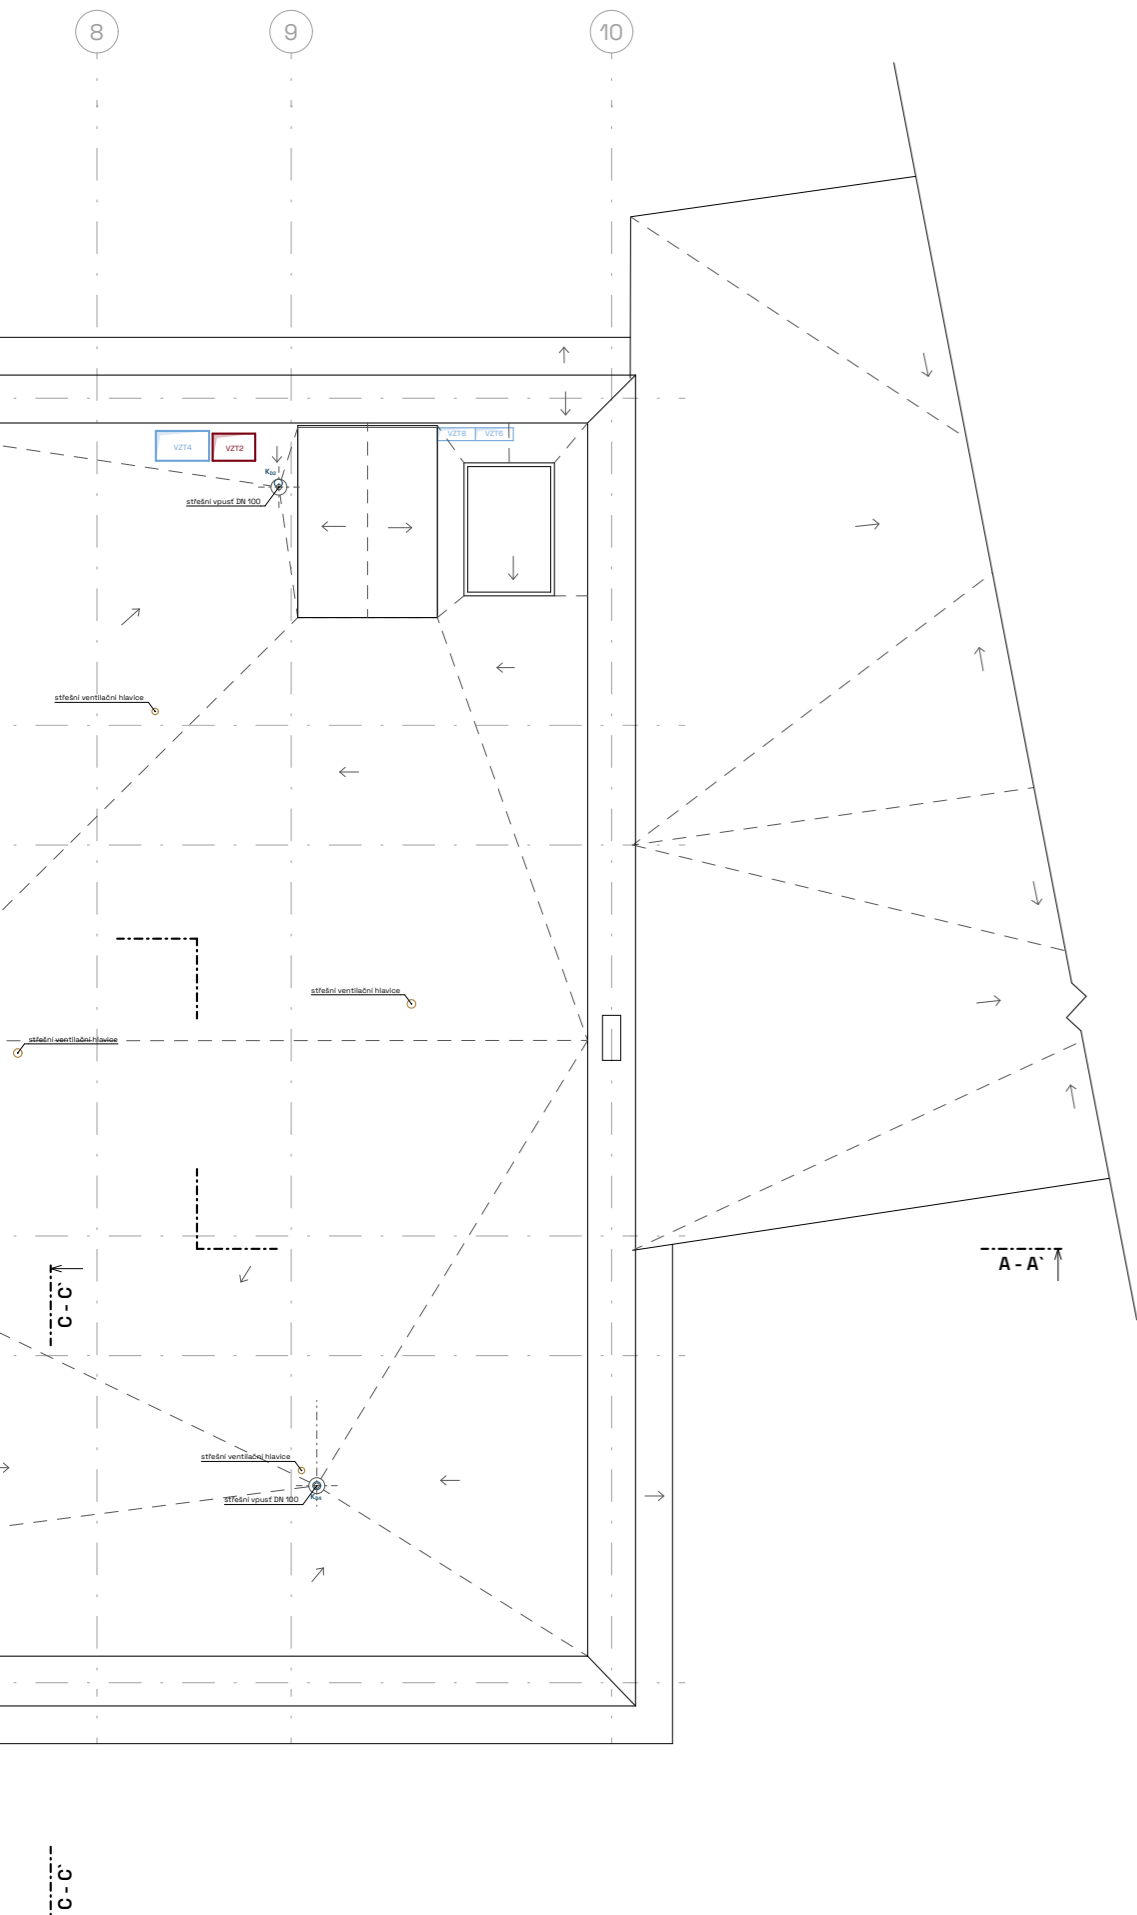 8
9
10
VZT4
VZT2
VZT8
VZT6
K02
střešní vpusť DN 100
střešní ventilační hlavice
střešní ventilační hlavice
střešní ventilační hlavice
A - A`
C - C`
střešní ventilační hlavice
střešní vpusť DN 100
C - C`